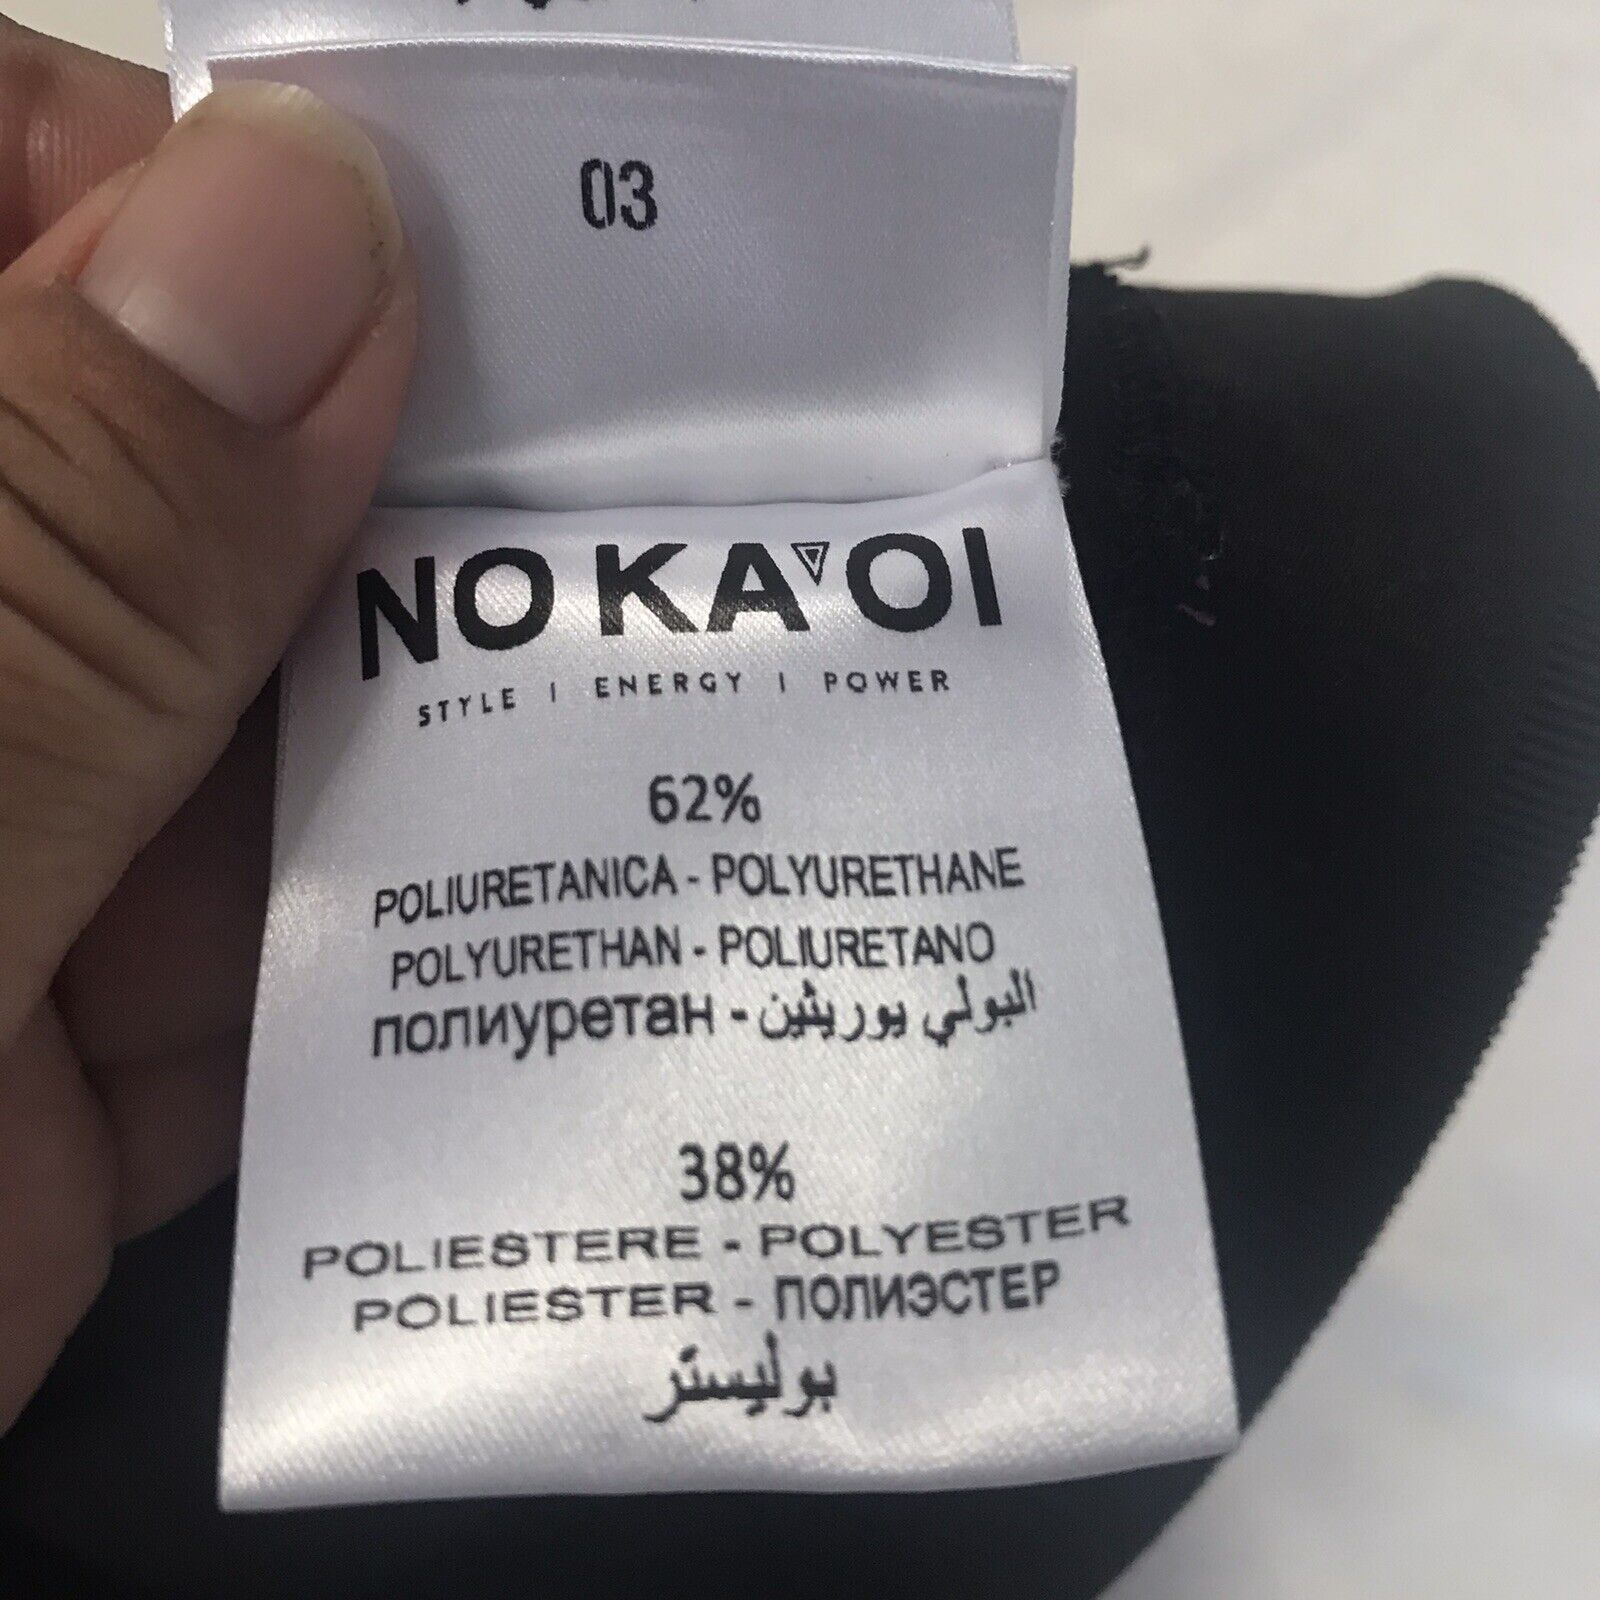 03
NO KA'OI
STYLE | ENERGY | POWER
62%
POLIURETANICA - POLYURETHANE
POLYURETHAN - POLIURETANO
полиуретан - البولي يوريثين
38%
POLIESTERE - POLYESTER
POLIESTER - ПОЛИЭСТЕР
بوليستر